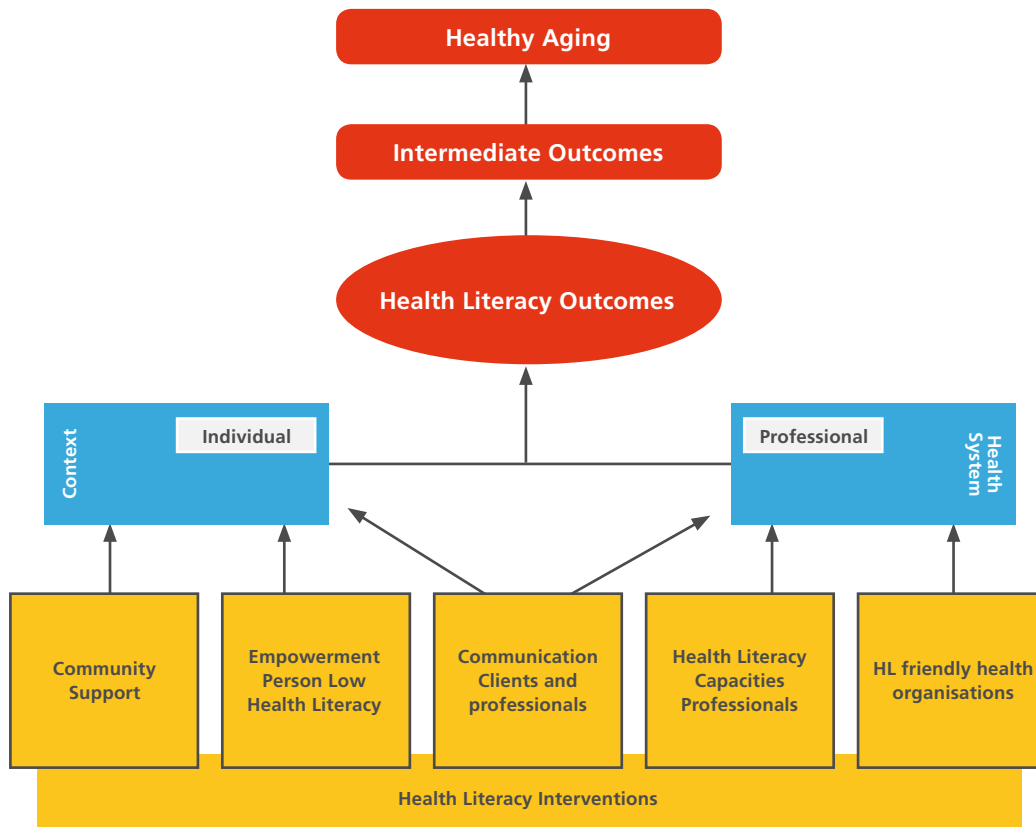 Healthy Aging
Intermediate Outcomes
Health Literacy Outcomes
Context
Individual
Professional
Health
System
Community
Support
Empowerment
Person Low
Health Literacy
Communication
Clients and
professionals
Health Literacy
Capacities
Professionals
HL friendly health
organisations
Health Literacy Interventions